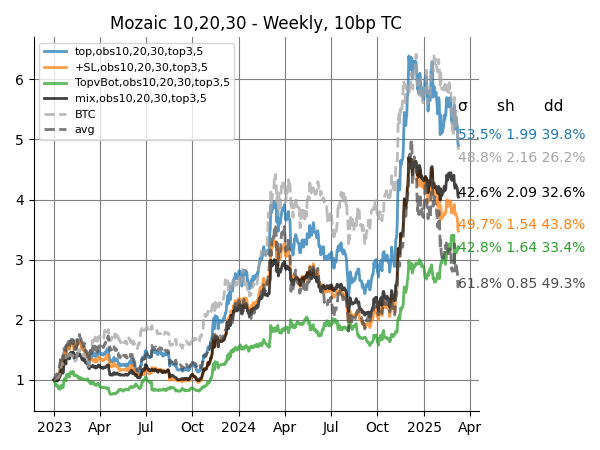 Mozaic 10,20,30 - Weekly, 10bp TC
top,obs10,20,30,top3,5
+SL,obs10,20,30,top3,5
TopvBot,obs10,20,30,top3,5
mix,obs10,20,30,top3,5
BTC
avg
σ sh dd
53.5% 1.99 39.8%
48.8% 2.16 26.2%
42.6% 2.09 32.6%
49.7% 1.54 43.8%
42.8% 1.64 33.4%
61.8% 0.85 49.3%
6
5
4
3
2
1
2023 Apr Jul Oct 2024 Apr Jul Oct 2025 Apr